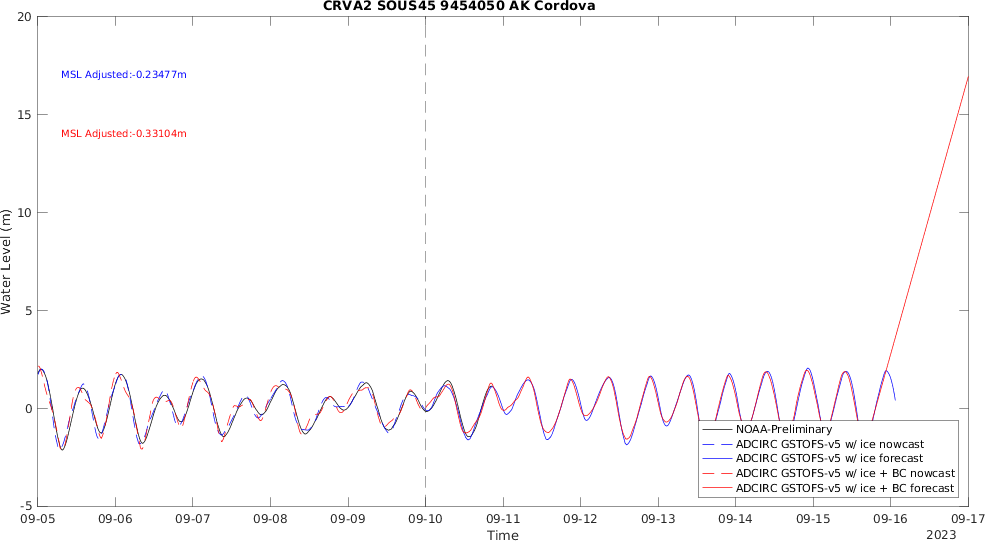 CRVA2 SOUS45 9454050 AK Cordova
20
15
10
5
0
-5
Water Level (m)
MSL Adjusted:-0.23477m
MSL Adjusted:-0.33104m
NOAA-Preliminary
ADCIRC GSTOFS-v5 w/ ice nowcast
ADCIRC GSTOFS-v5 w/ ice forecast
ADCIRC GSTOFS-v5 w/ ice + BC nowcast
ADCIRC GSTOFS-v5 w/ ice + BC forecast
09-05 09-06 09-07 09-08 09-09 09-10 09-11 09-12 09-13 09-14 09-15 09-16 09-17
Time
2023